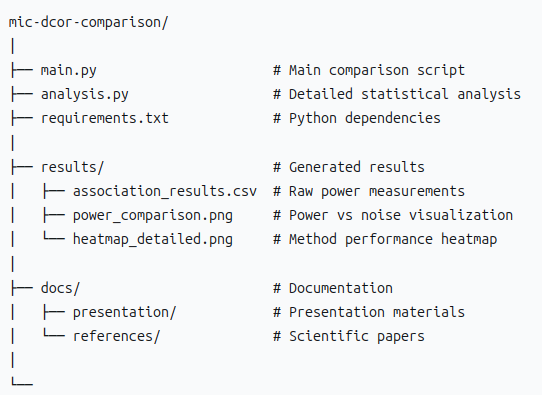 mic-dcor-comparison/
│
├── main.py                      # Main comparison script
├── analysis.py                  # Detailed statistical analysis
├── requirements.txt             # Python dependencies
│
├── results/                     # Generated results
│   ├── association_results.csv  # Raw power measurements
│   ├── power_comparison.png     # Power vs noise visualization
│   └── heatmap_detailed.png     # Method performance heatmap
│
├── docs/                        # Documentation
│   ├── presentation/            # Presentation materials
│   └── references/              # Scientific papers
│
└──